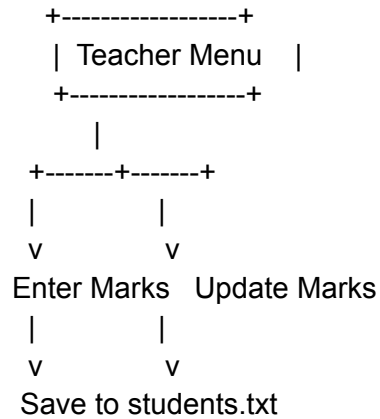 +------------------+
| Teacher Menu |
+------------------+
|
+-------+-------+
| |
v v
Enter Marks Update Marks
| |
v v
Save to students.txt